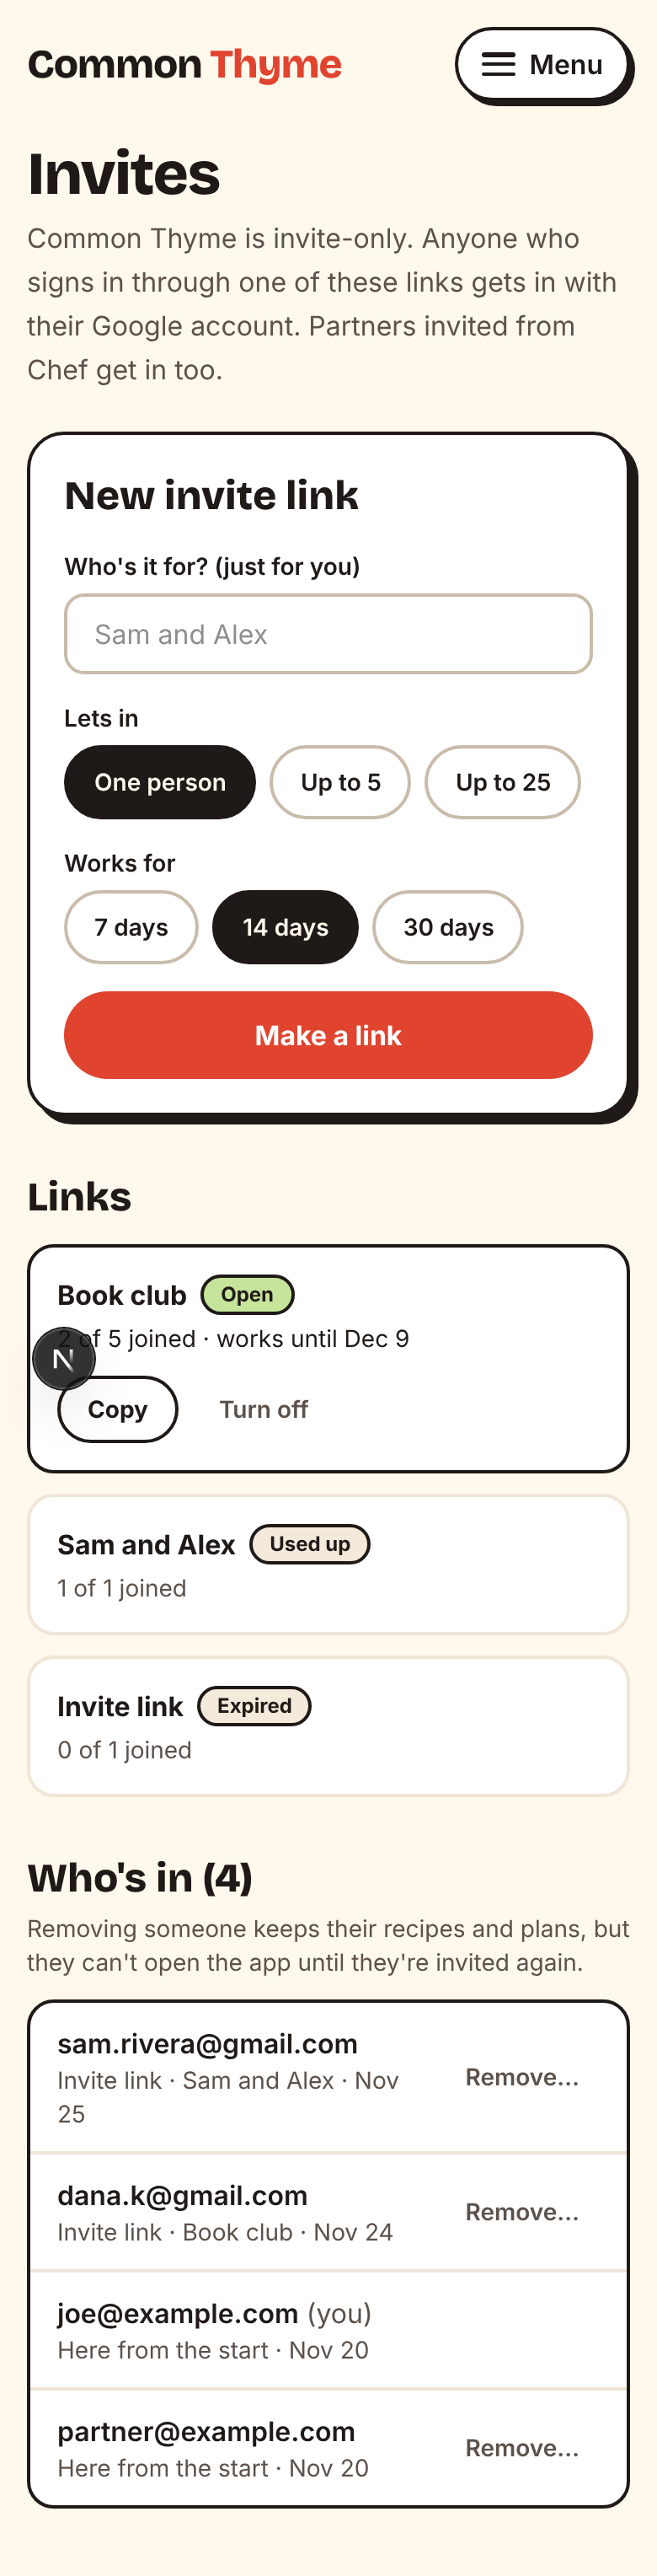 Common Thyme
Menu
Invites
Common Thyme is invite-only. Anyone who
signs in through one of these links gets in with
their Google account. Partners invited from
Chef get in too.
New invite link
Who's it for? (just for you)
Sam and Alex
Lets in
One person
Up to 5
Up to 25
Works for
7 days
14 days
30 days
Make a link
Links
Book club
Open
2 of 5 joined · works until Dec 9
N
Copy
Turn off
Sam and Alex
Used up
1 of 1 joined
Invite link
Expired
0 of 1 joined
Who's in (4)
Removing someone keeps their recipes and plans, but
they can't open the app until they're invited again.
sam.rivera@gmail.com
Invite link · Sam and Alex · Nov
25
Remove…
dana.k@gmail.com
Invite link · Book club · Nov 24
Remove…
joe@example.com (you)
Here from the start · Nov 20
partner@example.com
Here from the start · Nov 20
Remove…